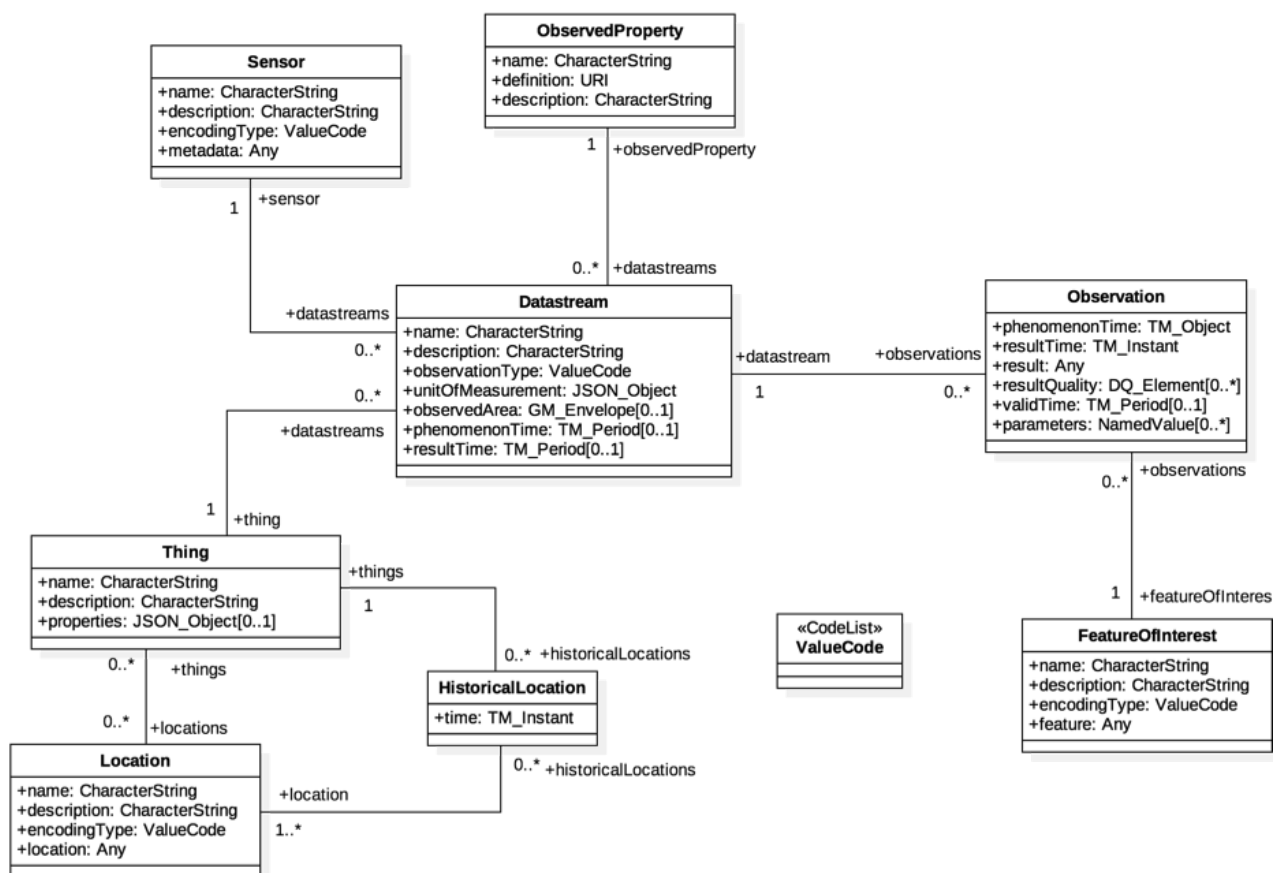 ObservedProperty
+name: CharacterString
+definition: URI
+description: CharacterString
Sensor
+name: CharacterString
+description: CharacterString
+encodingType: ValueCode
+metadata: Any
1
+observedProperty
1
+sensor
0..*
+datastreams
+datastreams
0..*
Datastream
+name: CharacterString
+description: CharacterString
+observationType: ValueCode
+unitOfMeasurement: JSON_Object
+observedArea: GM_Envelope[0..1]
+phenomenonTime: TM_Period[0..1]
+resultTime: TM_Period[0..1]
+datastream
1
+observations
0..*
Observation
+phenomenonTime: TM_Object
+resultTime: TM_Instant
+result: Any
+resultQuality: DQ_Element[0..*]
+validTime: TM_Period[0..1]
+parameters: NamedValue[0..*]
0..*
+datastreams
0..*
+observations
1
+thing
Thing
+name: CharacterString
+description: CharacterString
+properties: JSON_Object[0..1]
+things
1
1
+featureOfInteres
FeatureOfInterest
+name: CharacterString
+description: CharacterString
+encodingType: ValueCode
+feature: Any
«CodeList»
ValueCode
0..*
+historicalLocations
HistoricalLocation
+time: TM_Instant
0..*
+things
0..*
+locations
0..*
+historicalLocations
Location
+name: CharacterString
+description: CharacterString
+encodingType: ValueCode
+location: Any
+location
1..*